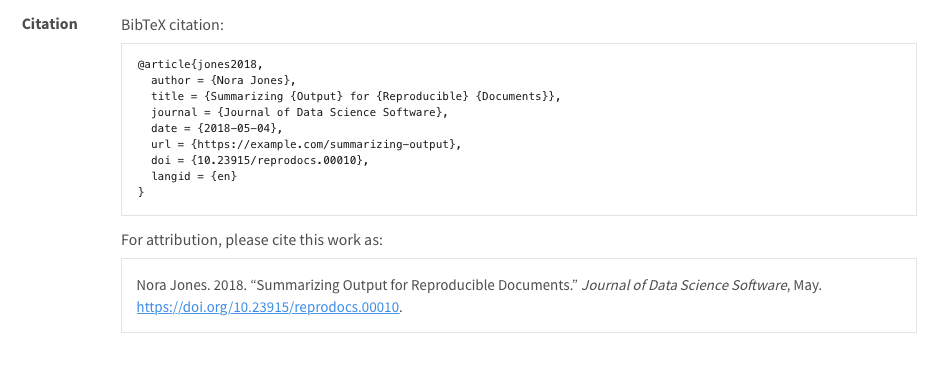 Citation
BibTeX citation:
@article{jones2018,
  author = {Nora Jones},
  title = {Summarizing {Output} for {Reproducible} {Documents}},
  journal = {Journal of Data Science Software},
  date = {2018-05-04},
  url = {https://example.com/summarizing-output},
  doi = {10.23915/reprodocs.00010},
  langid = {en}
}
For attribution, please cite this work as:
Nora Jones. 2018. “Summarizing Output for Reproducible Documents.” Journal of Data Science Software, May.
https://doi.org/10.23915/reprodocs.00010.